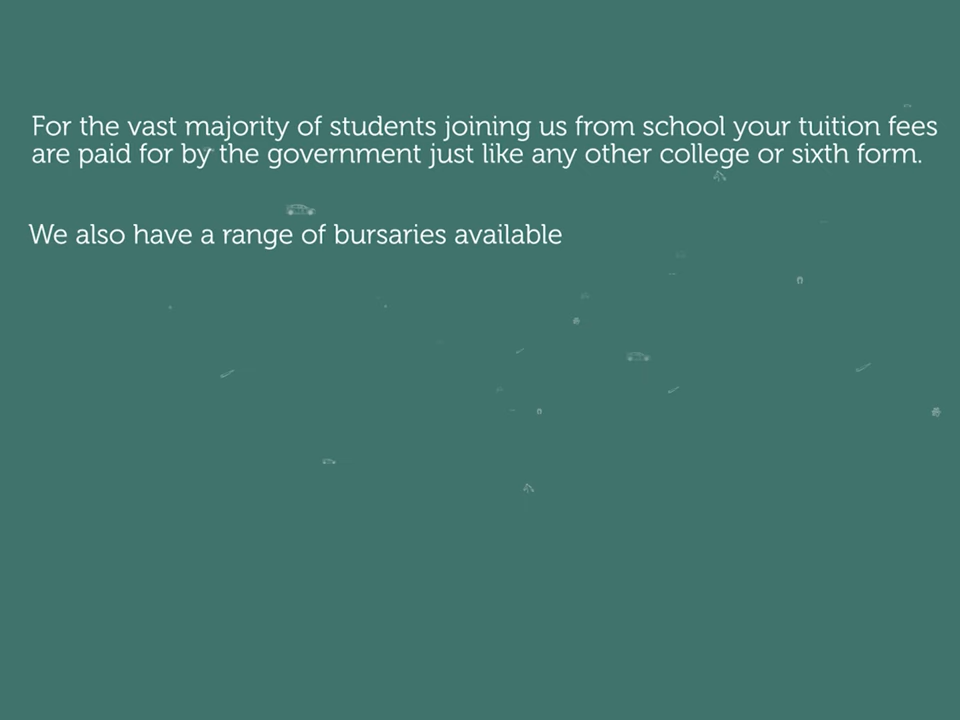 For the vast majority of students joining us from school your tuition fees
are paid for by the government just like any other college or sixth form.
We also have a range of bursaries available